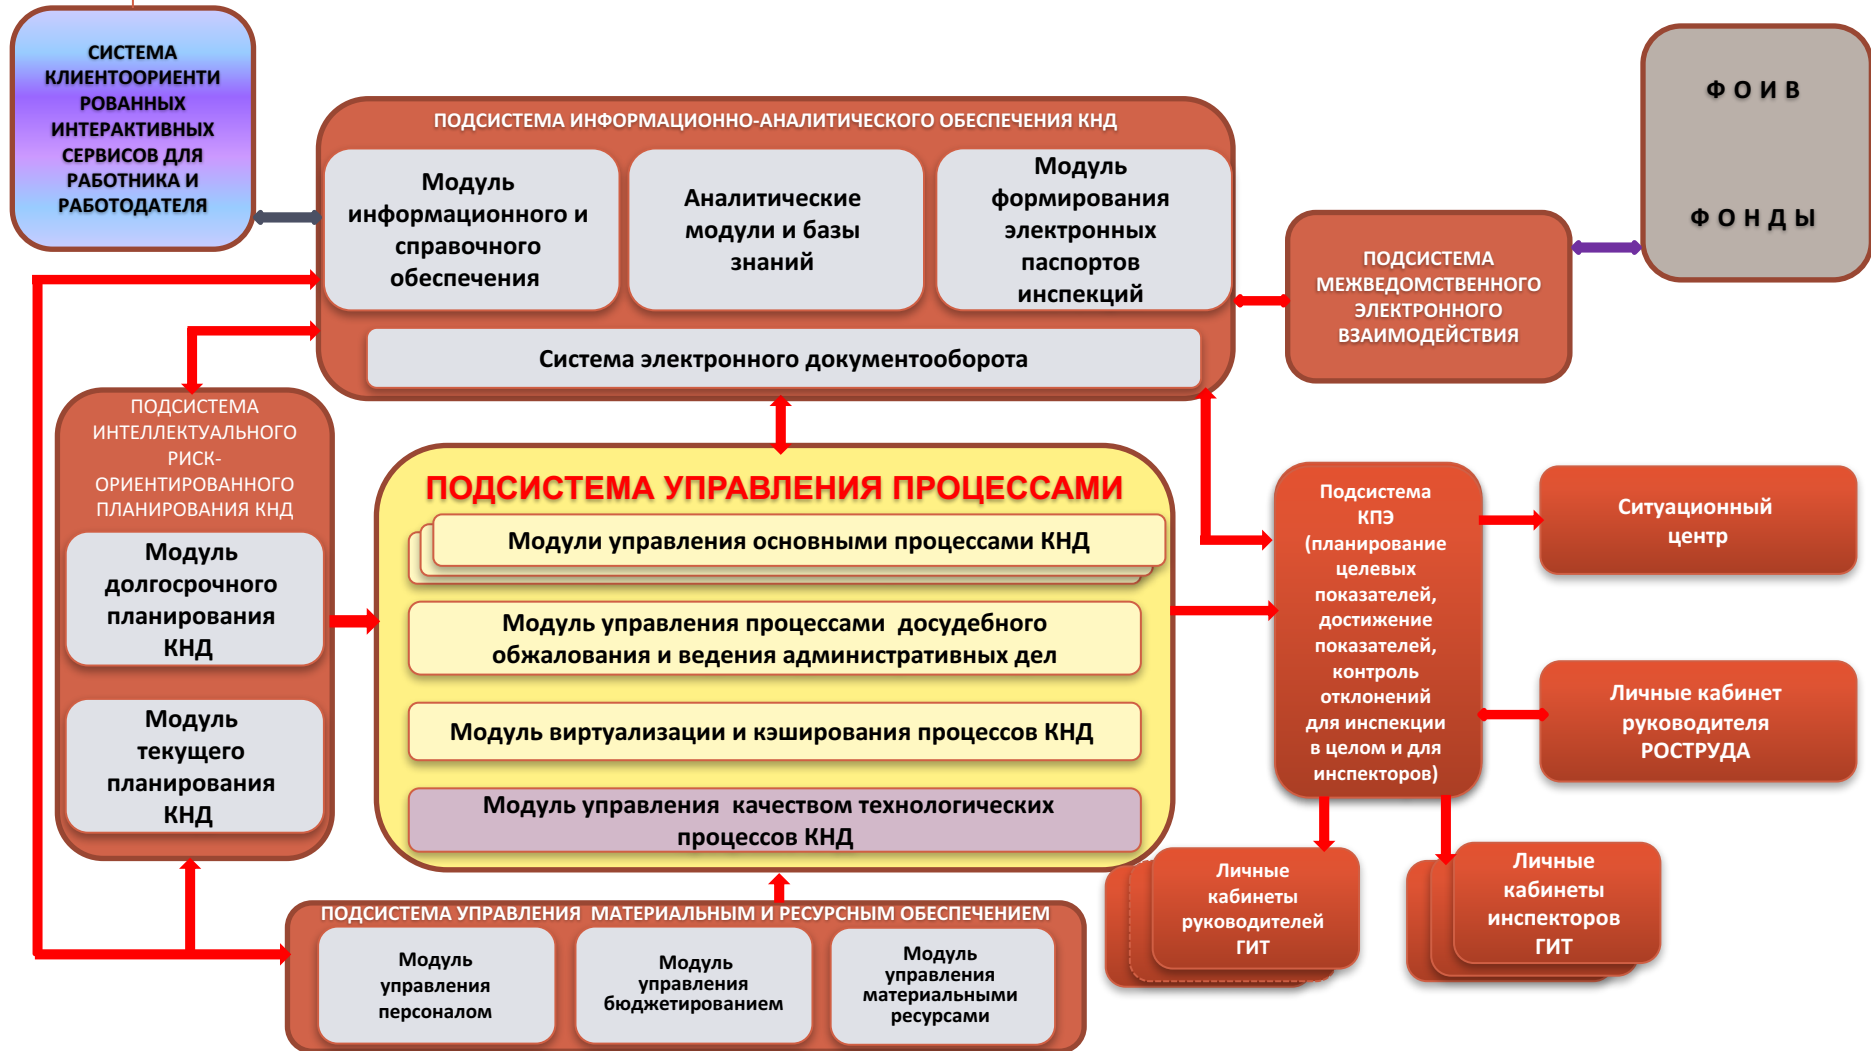 СИСТЕМА
КЛИЕНТООРИЕНТИ
РОВАННЫХ
ИНТЕРАКТИВНЫХ
СЕРВИСОВ ДЛЯ
РАБОТНИКА И
РАБОТОДАТЕЛЯ
ПОДСИСТЕМА ИНФОРМАЦИОННО-АНАЛИТИЧЕСКОГО ОБЕСПЕЧЕНИЯ КНД
Модуль
информационного и
справочного
обеспечения
Аналитические
модули и базы
знаний
Модуль
формирования
электронных
паспортов
инспекций
Система электронного документооборота
ПОДСИСТЕМА
МЕЖВЕДОМСТВЕННОГО
ЭЛЕКТРОННОГО
ВЗАИМОДЕЙСТВИЯ
Ф О И В
Ф О Н Д Ы
ПОДСИСТЕМА
ИНТЕЛЛЕКТУАЛЬНОГО
РИСК-
ОРИЕНТИРОВАННОГО
ПЛАНИРОВАНИЯ КНД
Модуль
долгосрочного
планирования
КНД
Модуль
текущего
планирования
КНД
ПОДСИСТЕМА УПРАВЛЕНИЯ ПРОЦЕССАМИ
Модули управления основными процессами КНД
Модуль управления процессами досудебного
обжалования и ведения административных дел
Модуль виртуализации и кэширования процессов КНД
Модуль управления качеством технологических
процессов КНД
Подсистема
КПЭ
(планирование
целевых
показателей,
достижение
показателей,
контроль
отклонений
для инспекции
в целом и для
инспекторов)
Ситуационный
центр
Личные кабинет
руководителя
РОСТРУДА
Личные
кабинеты
руководителей
ГИТ
Личные
кабинеты
инспекторов
ГИТ
ПОДСИСТЕМА УПРАВЛЕНИЯ МАТЕРИАЛЬНЫМ И РЕСУРСНЫМ ОБЕСПЕЧЕНИЕМ
Модуль
управления
персоналом
Модуль
управления
бюджетированием
Модуль
управления
материальными
ресурсами